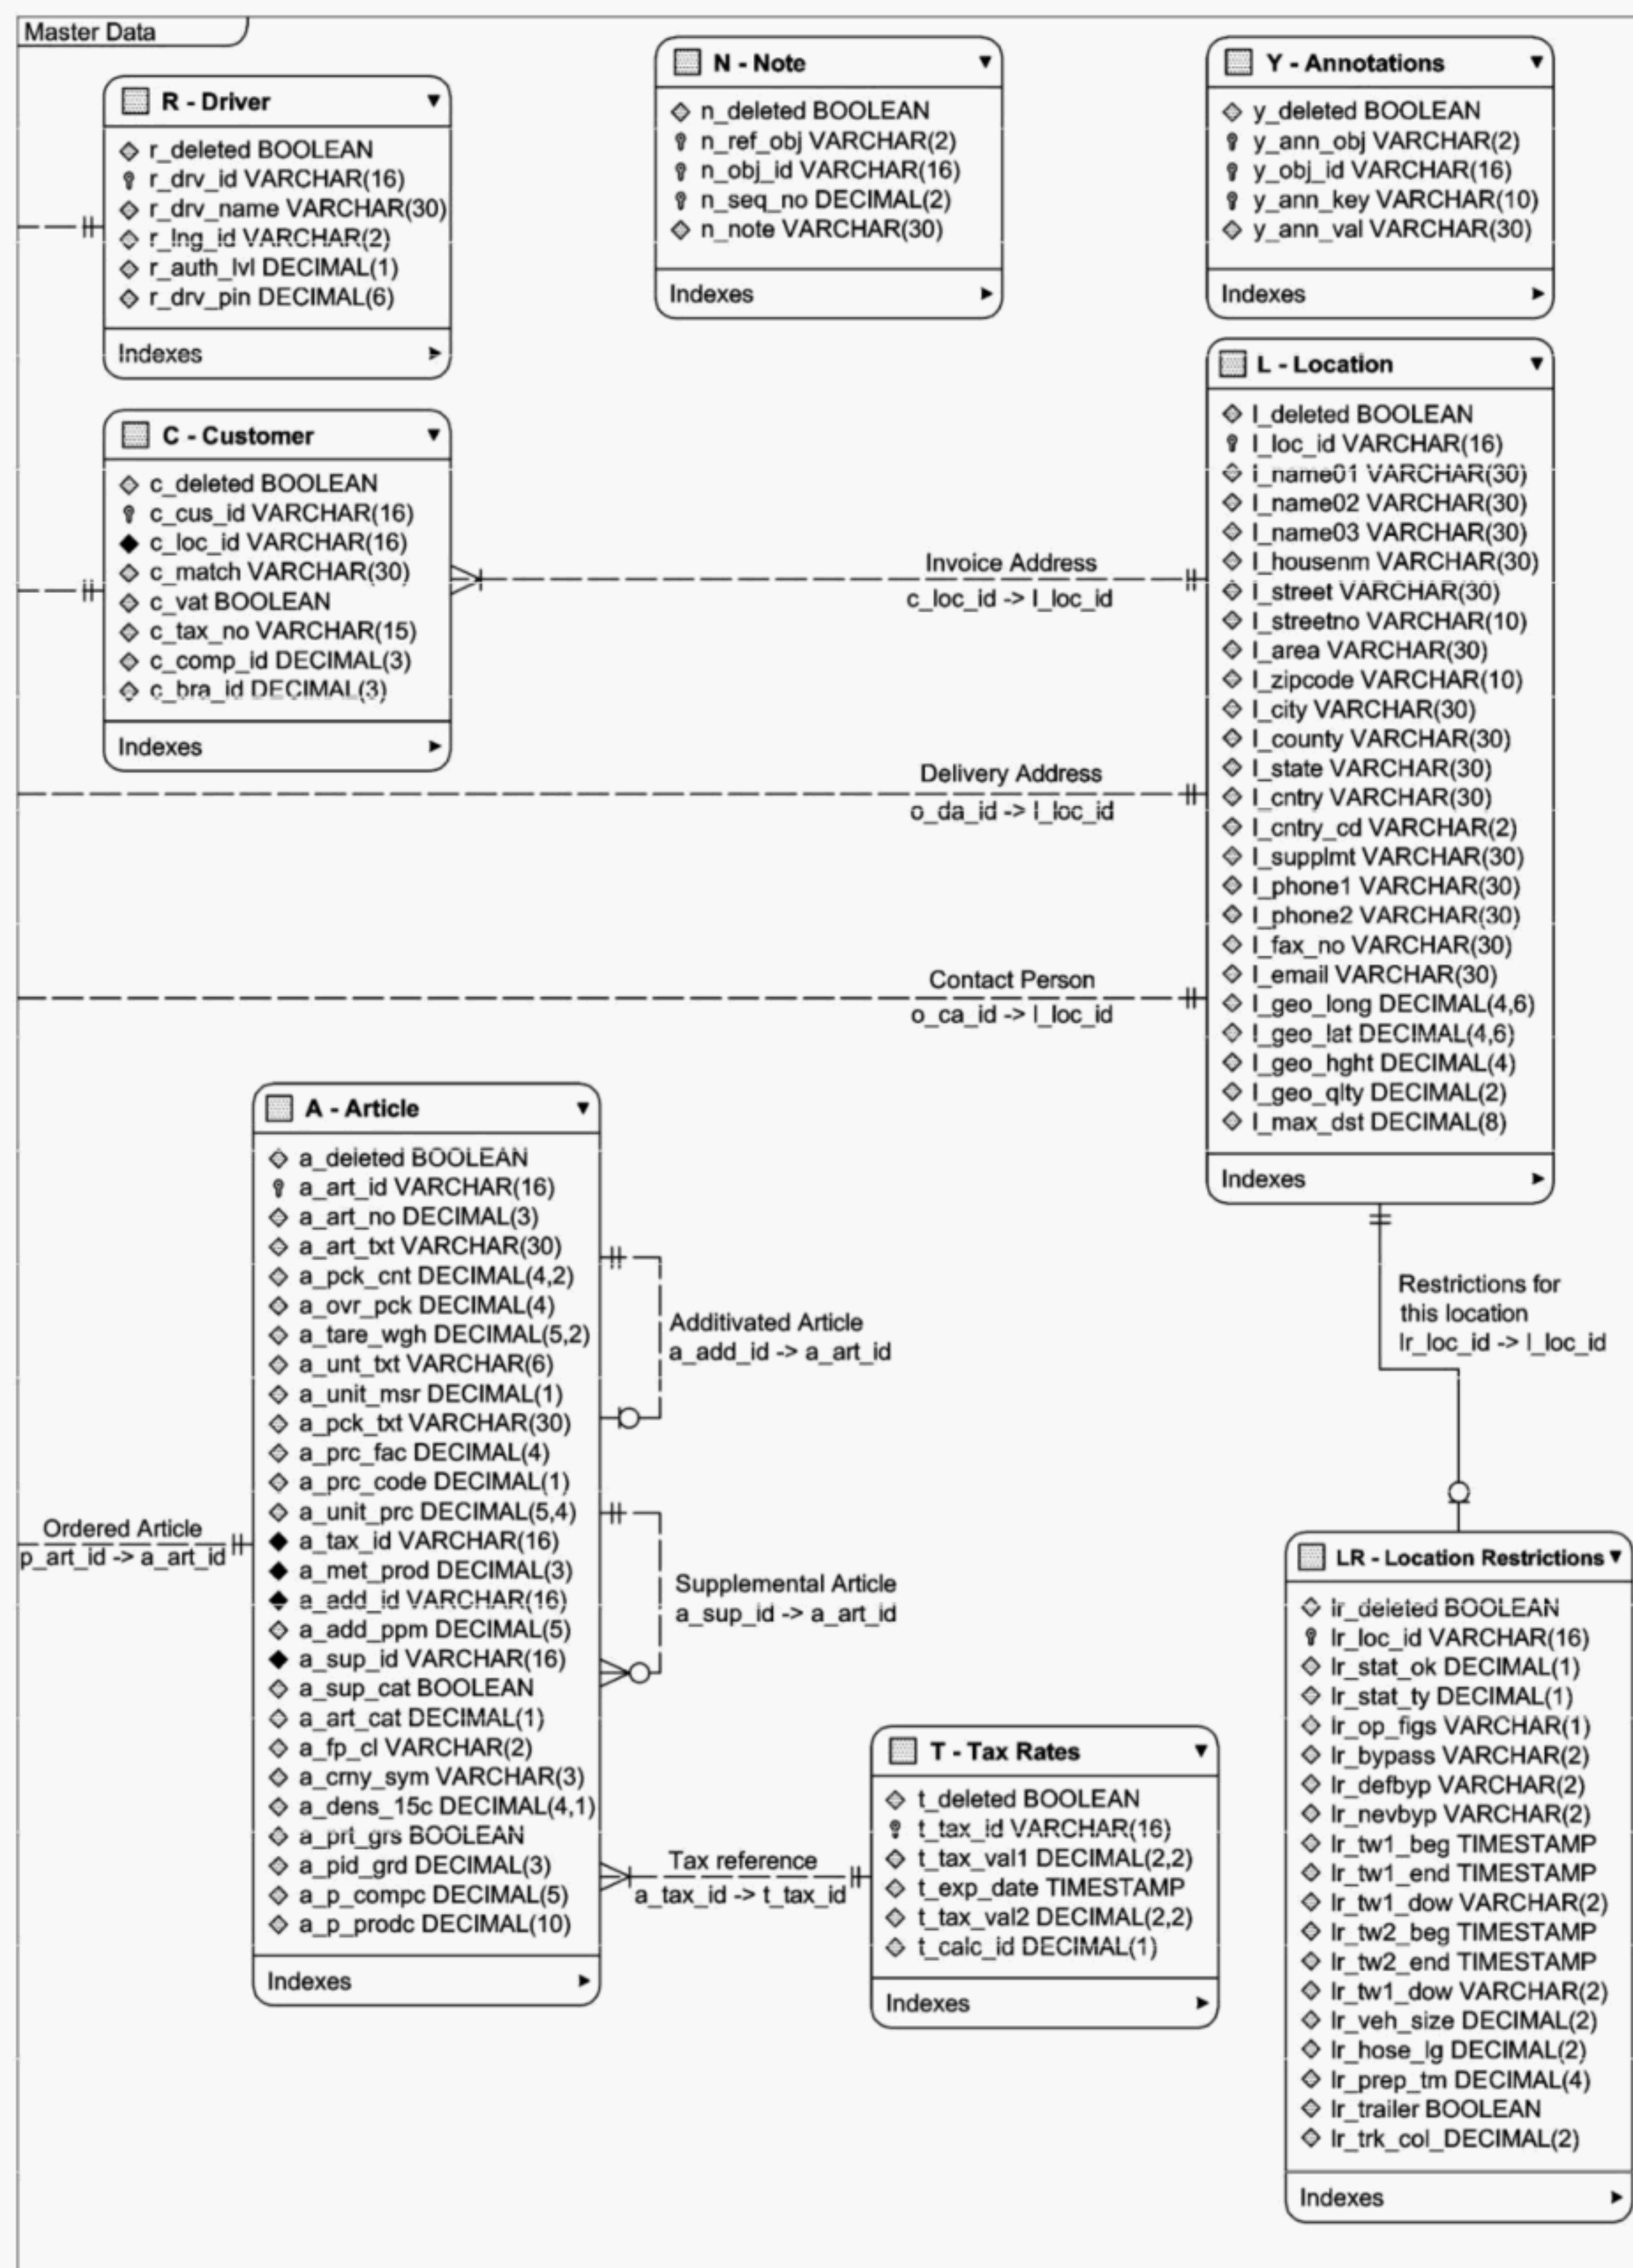 Master Data
R - Driver
r_deleted BOOLEAN
r_drv_id VARCHAR(16)
r_drv_name VARCHAR(30)
r_lng_id VARCHAR(2)
r_auth_lvl DECIMAL(1)
r_drv_pin DECIMAL(6)
Indexes
N - Note
n_deleted BOOLEAN
n_ref_obj VARCHAR(2)
n_obj_id VARCHAR(16)
n_seq_no DECIMAL(2)
n_note VARCHAR(30)
Indexes
Y - Annotations
y_deleted BOOLEAN
y_ann_obj VARCHAR(2)
y_obj_id VARCHAR(16)
y_ann_key VARCHAR(10)
y_ann_val VARCHAR(30)
Indexes
C - Customer
c_deleted BOOLEAN
c_cus_id VARCHAR(16)
c_loc_id VARCHAR(16)
c_match VARCHAR(30)
c_vat BOOLEAN
c_tax_no VARCHAR(15)
c_comp_id DECIMAL(3)
c_bra_id DECIMAL(3)
Indexes
Invoice Address
c_loc_id -> l_loc_id
Delivery Address
o_da_id -> l_loc_id
Contact Person
o_ca_id -> l_loc_id
L - Location
l_deleted BOOLEAN
l_loc_id VARCHAR(16)
l_name01 VARCHAR(30)
l_name02 VARCHAR(30)
l_name03 VARCHAR(30)
l_housenm VARCHAR(30)
l_street VARCHAR(30)
l_streetno VARCHAR(10)
l_area VARCHAR(30)
l_zipcode VARCHAR(10)
l_city VARCHAR(30)
l_county VARCHAR(30)
l_state VARCHAR(30)
l_cntry VARCHAR(30)
l_cntry_cd VARCHAR(2)
l_supplmt VARCHAR(30)
l_phone1 VARCHAR(30)
l_phone2 VARCHAR(30)
l_fax_no VARCHAR(30)
l_email VARCHAR(30)
l_geo_long DECIMAL(4,6)
l_geo_lat DECIMAL(4,6)
l_geo_hght DECIMAL(4)
l_geo_qlty DECIMAL(2)
l_max_dst DECIMAL(8)
Indexes
A - Article
a_deleted BOOLEAN
a_art_id VARCHAR(16)
a_art_no DECIMAL(3)
a_art_txt VARCHAR(30)
a_pck_cnt DECIMAL(4,2)
a_ovr_pck DECIMAL(4)
a_tare_wgh DECIMAL(5,2)
a_unt_txt VARCHAR(6)
a_unit_msr DECIMAL(1)
a_pck_txt VARCHAR(30)
a_prc_fac DECIMAL(4)
a_prc_code DECIMAL(1)
a_unit_prc DECIMAL(5,4)
a_tax_id VARCHAR(16)
a_met_prod DECIMAL(3)
a_add_id VARCHAR(16)
a_add_ppm DECIMAL(5)
a_sup_id VARCHAR(16)
a_sup_cat BOOLEAN
a_art_cat DECIMAL(1)
a_fp_cl VARCHAR(2)
a_crny_sym VARCHAR(3)
a_dens_15c DECIMAL(4,1)
a_prt_grs BOOLEAN
a_pid_grd DECIMAL(3)
a_p_compc DECIMAL(5)
a_p_prodc DECIMAL(10)
Indexes
Ordered Article
p_art_id -> a_art_id
Additivated Article
a_add_id -> a_art_id
Supplemental Article
a_sup_id -> a_art_id
Tax reference
a_tax_id -> t_tax_id
T - Tax Rates
t_deleted BOOLEAN
t_tax_id VARCHAR(16)
t_tax_val1 DECIMAL(2,2)
t_exp_date TIMESTAMP
t_tax_val2 DECIMAL(2,2)
t_calc_id DECIMAL(1)
Indexes
Restrictions for
this location
lr_loc_id -> l_loc_id
LR - Location Restrictions
lr_deleted BOOLEAN
lr_loc_id VARCHAR(16)
lr_stat_ok DECIMAL(1)
lr_stat_ty DECIMAL(1)
lr_op_figs VARCHAR(1)
lr_bypass VARCHAR(2)
lr_defbyp VARCHAR(2)
lr_nevbyp VARCHAR(2)
lr_tw1_beg TIMESTAMP
lr_tw1_end TIMESTAMP
lr_tw1_dow VARCHAR(2)
lr_tw2_beg TIMESTAMP
lr_tw2_end TIMESTAMP
lr_tw1_dow VARCHAR(2)
lr_veh_size DECIMAL(2)
lr_hose_lg DECIMAL(2)
lr_prep_tm DECIMAL(4)
lr_trailer BOOLEAN
lr_trk_col_DECIMAL(2)
Indexes